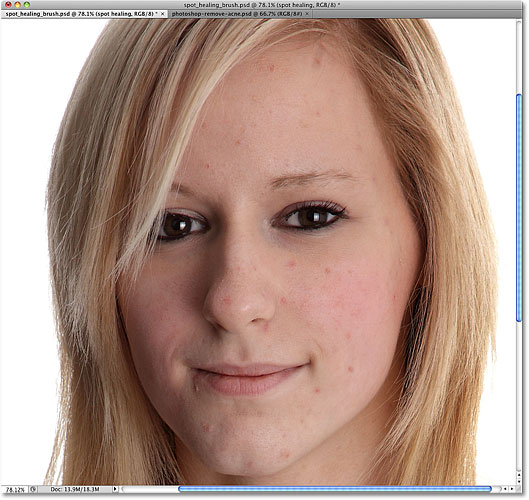 spot_healing_brush.psd @ 78.1% (spot healing, RGB/8) *
spot_healing_brush.psd @ 78.1% (spot healing, RGB/8) * × photoshop-remove-acne.psd @ 66.7% (RGB/8#) ×
78.12% Doc: 13.9M/18.3M